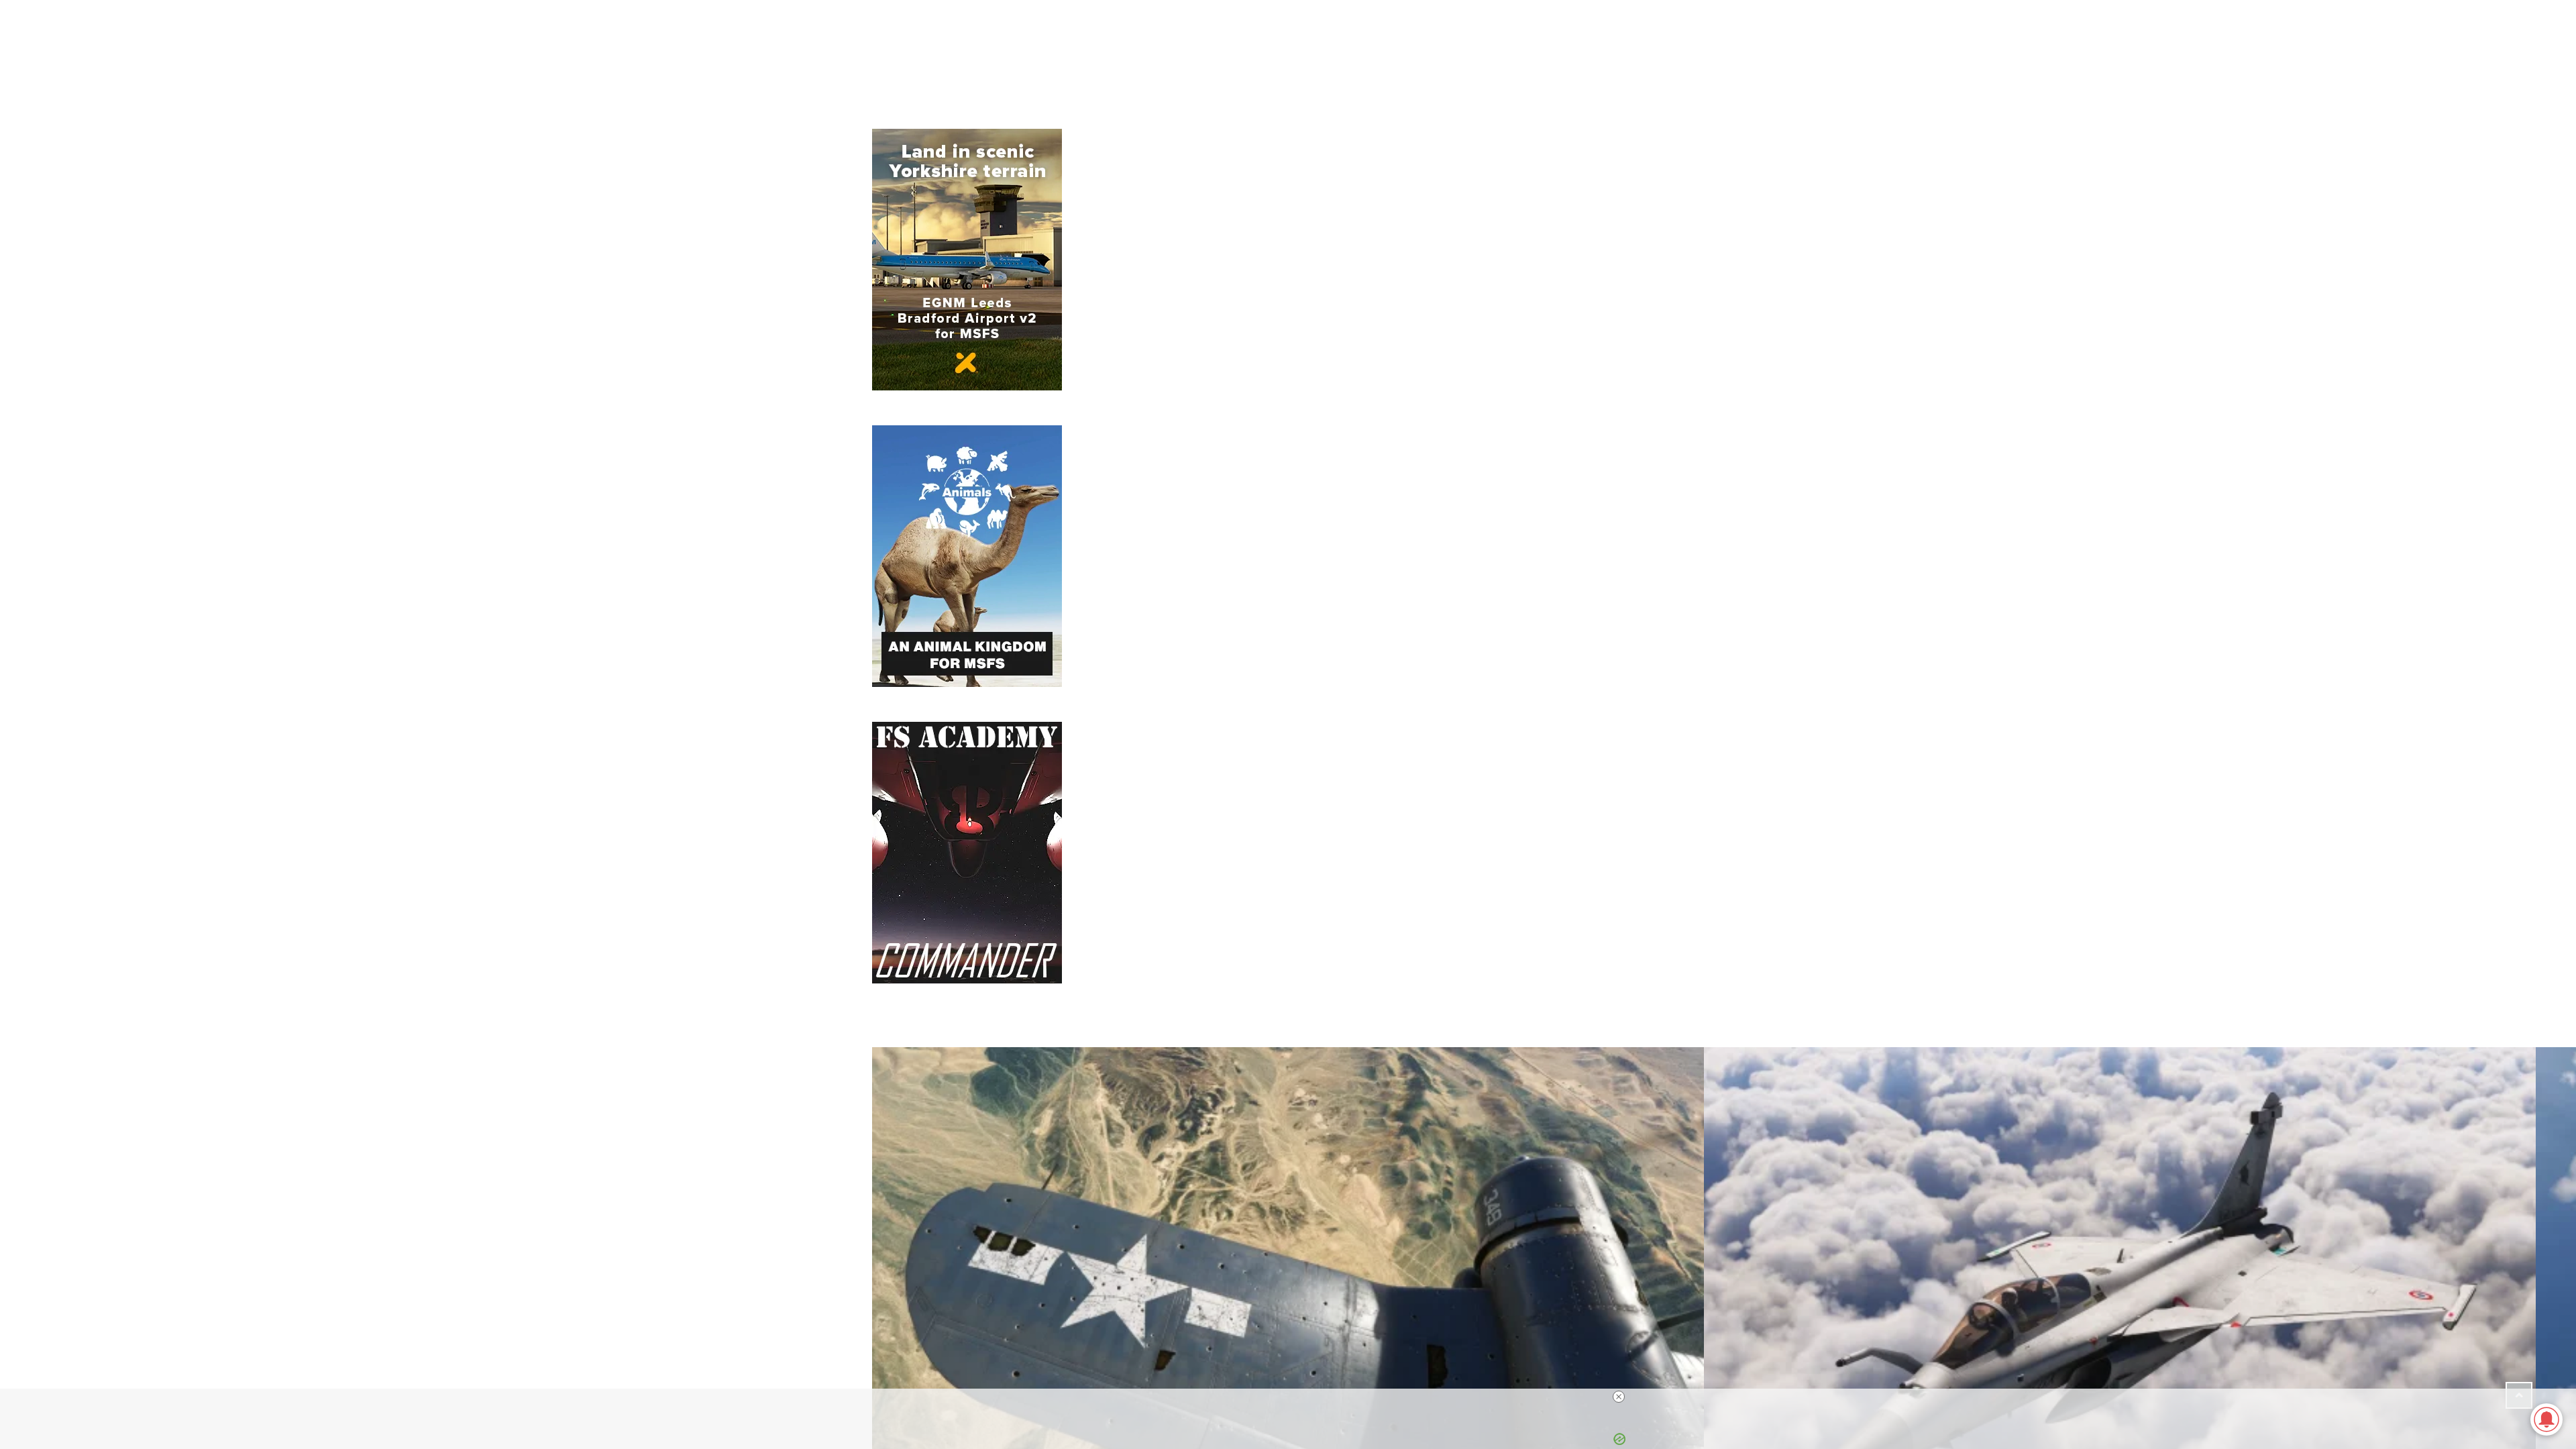 Land in scenic
Yorkshire terrain
EGNM Leeds
Bradford Airport v2
for MSFS
Animals
AN ANIMAL KINGDOM
FOR MSFS
FS ACADEMY
COMMANDER
349